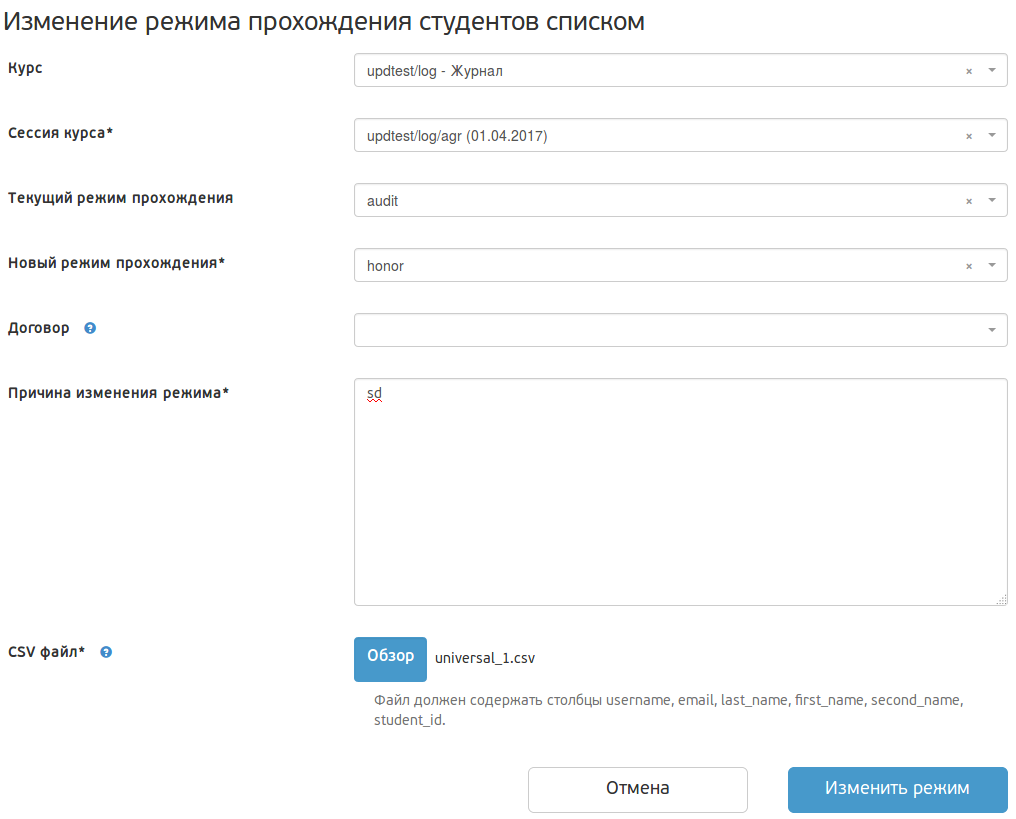 Изменение режима прохождения студентов списком
Курс
updtest/log - Журнал
Сессия курса*
updtest/log/agr (01.04.2017)
Текущий режим прохождения
audit
Новый режим прохождения*
honor
Договор
Причина изменения режима*
sd
CSV файл*
Обзор universal_1.csv
Файл должен содержать столбцы username, email, last_name, first_name, second_name,
student_id.
Отмена Изменить режим